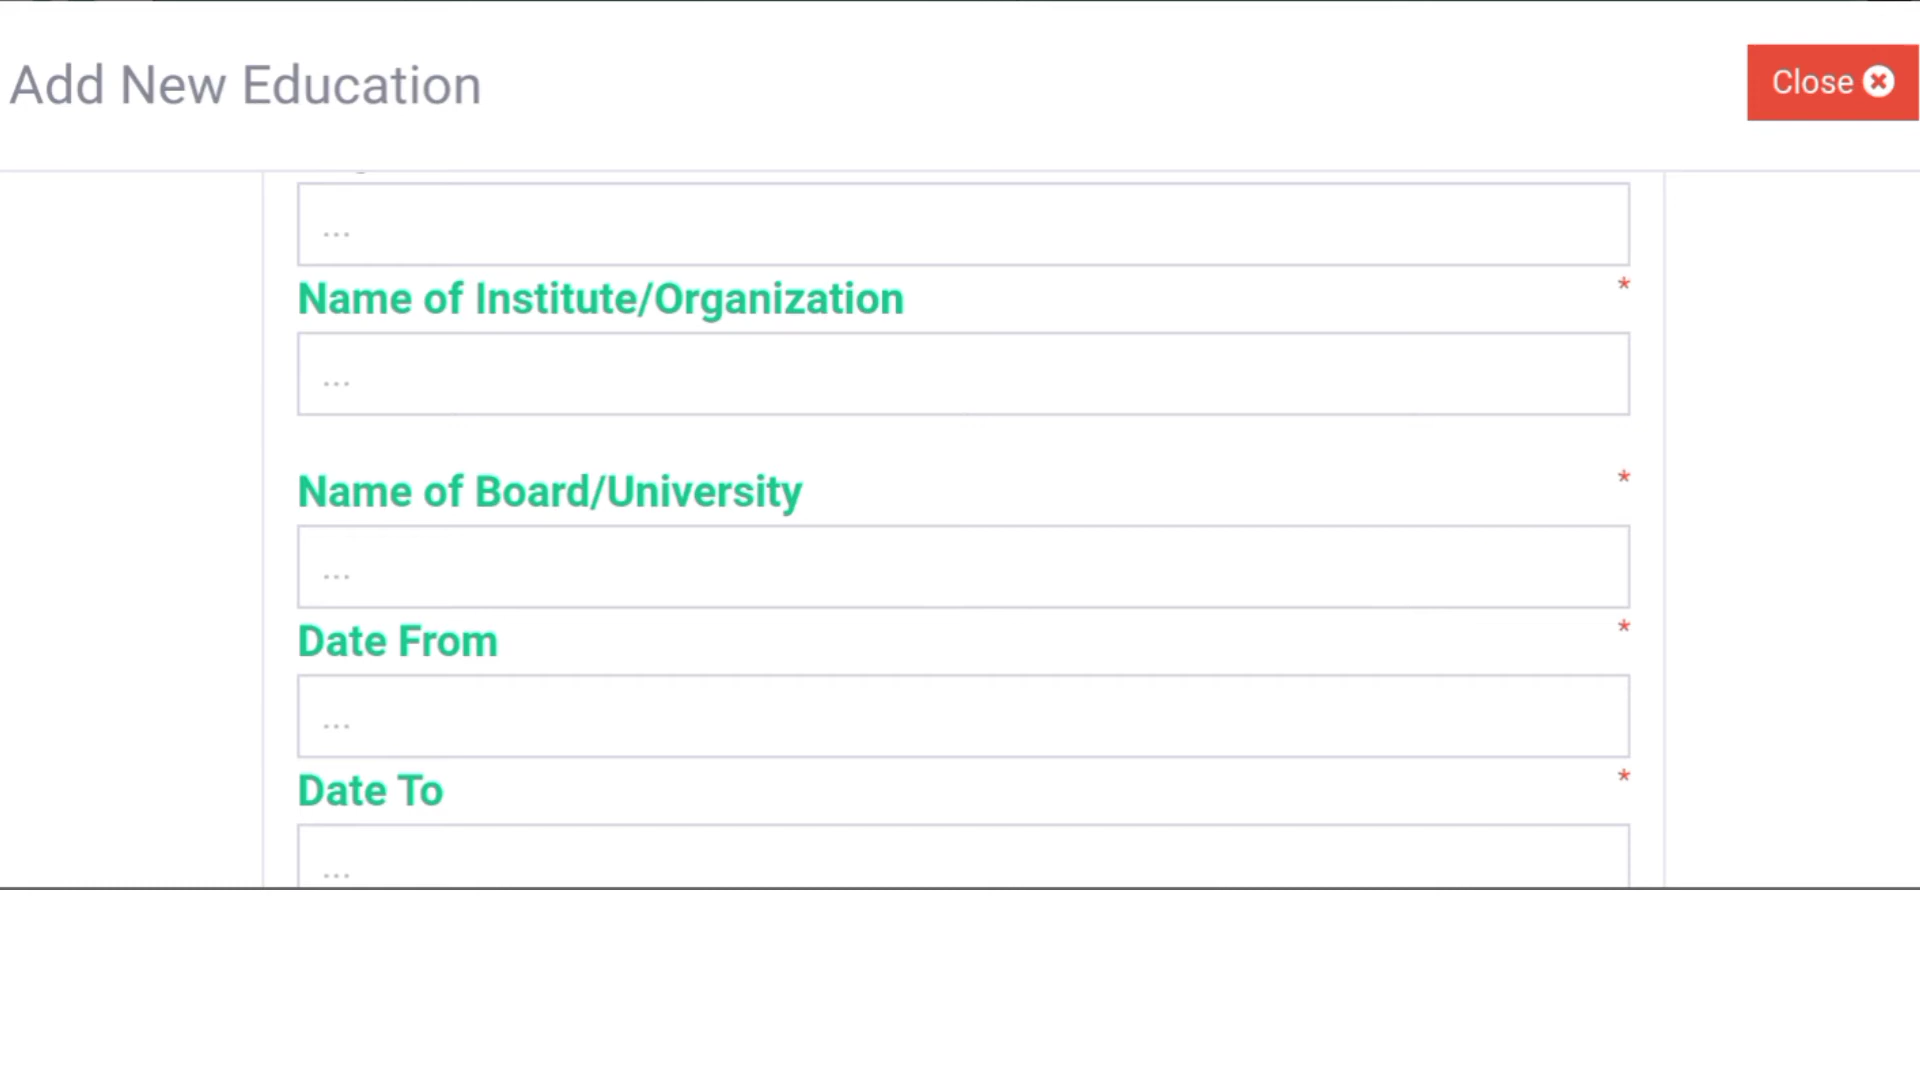 Add New Education
Close
...
Name of Institute/Organization *
...
Name of Board/University *
...
Date From *
...
Date To *
...